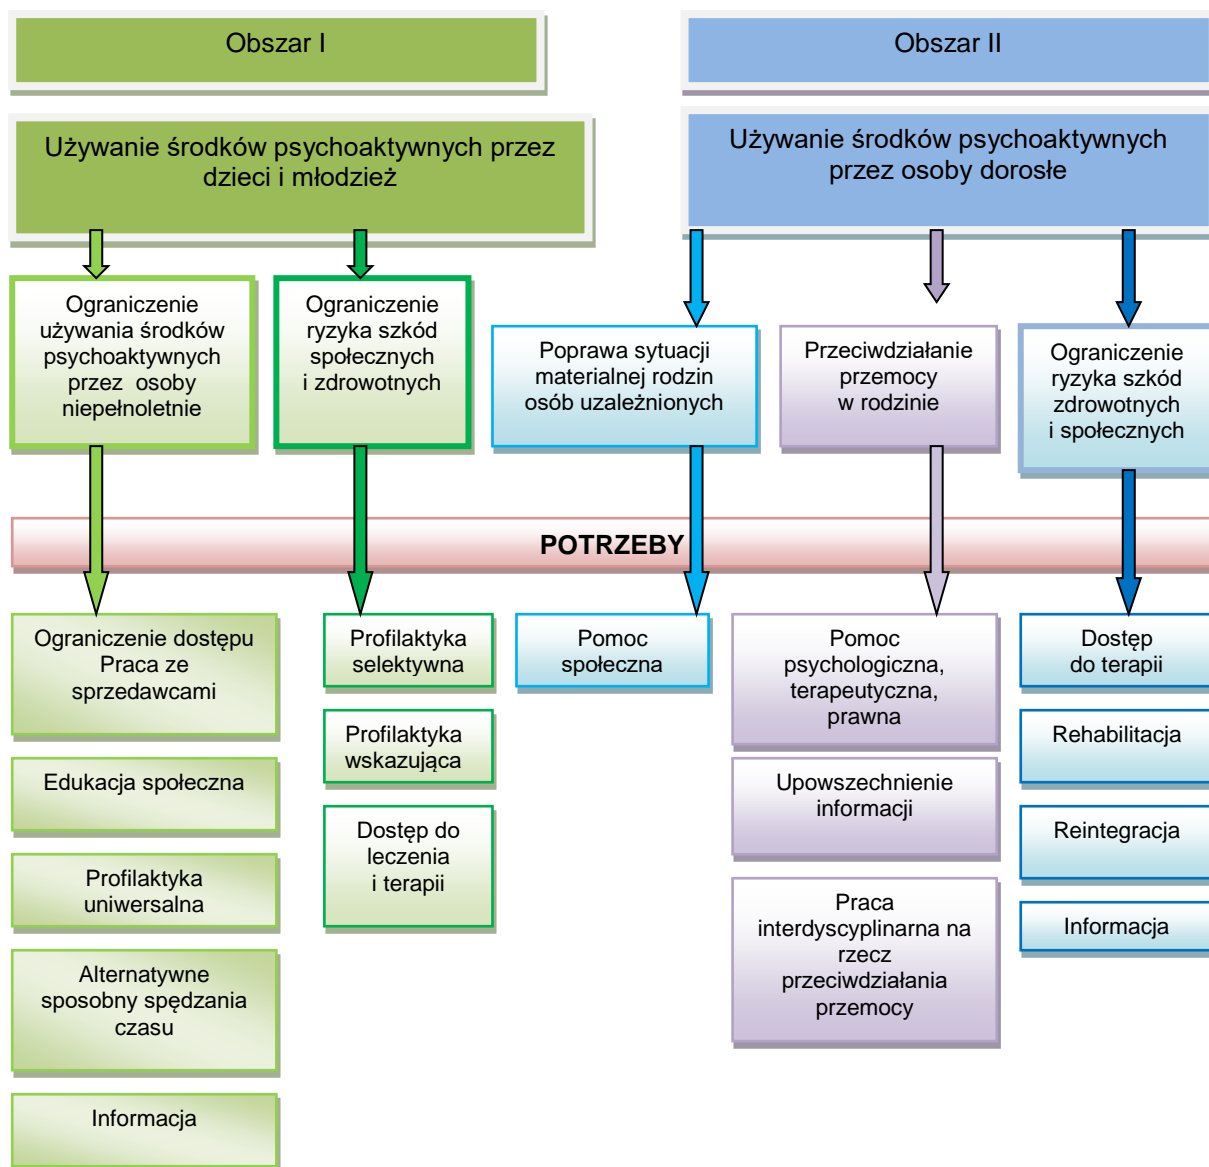 Obszar I
Obszar II
Używanie środków psychoaktywnych przez
dzieci i młodzież
Używanie środków psychoaktywnych
przez osoby dorosłe
Ograniczenie
używania środków
psychoaktywnych
przez osoby
niepełnoletnie
Ograniczenie
ryzyka szkód
społecznych
i zdrowotnych
Poprawa sytuacji
materialnej rodzin
osób uzależnionych
Przeciwdziałanie
przemocy
w rodzinie
Ograniczenie
ryzyka szkód
zdrowotnych
i społecznych
POTRZEBY
Ograniczenie dostępu
Praca ze
sprzedawcami
Edukacja społeczna
Profilaktyka
uniwersalna
Alternatywne
sposobny spędzania
czasu
Informacja
Profilaktyka
selektywna
Profilaktyka
wskazująca
Dostęp do
leczenia
i terapii
Pomoc
społeczna
Pomoc
psychologiczna,
terapeutyczna,
prawna
Upowszechnienie
informacji
Praca
interdyscyplinarna na
rzecz
przeciwdziałania
przemocy
Dostęp
do terapii
Rehabilitacja
Reintegracja
Informacja